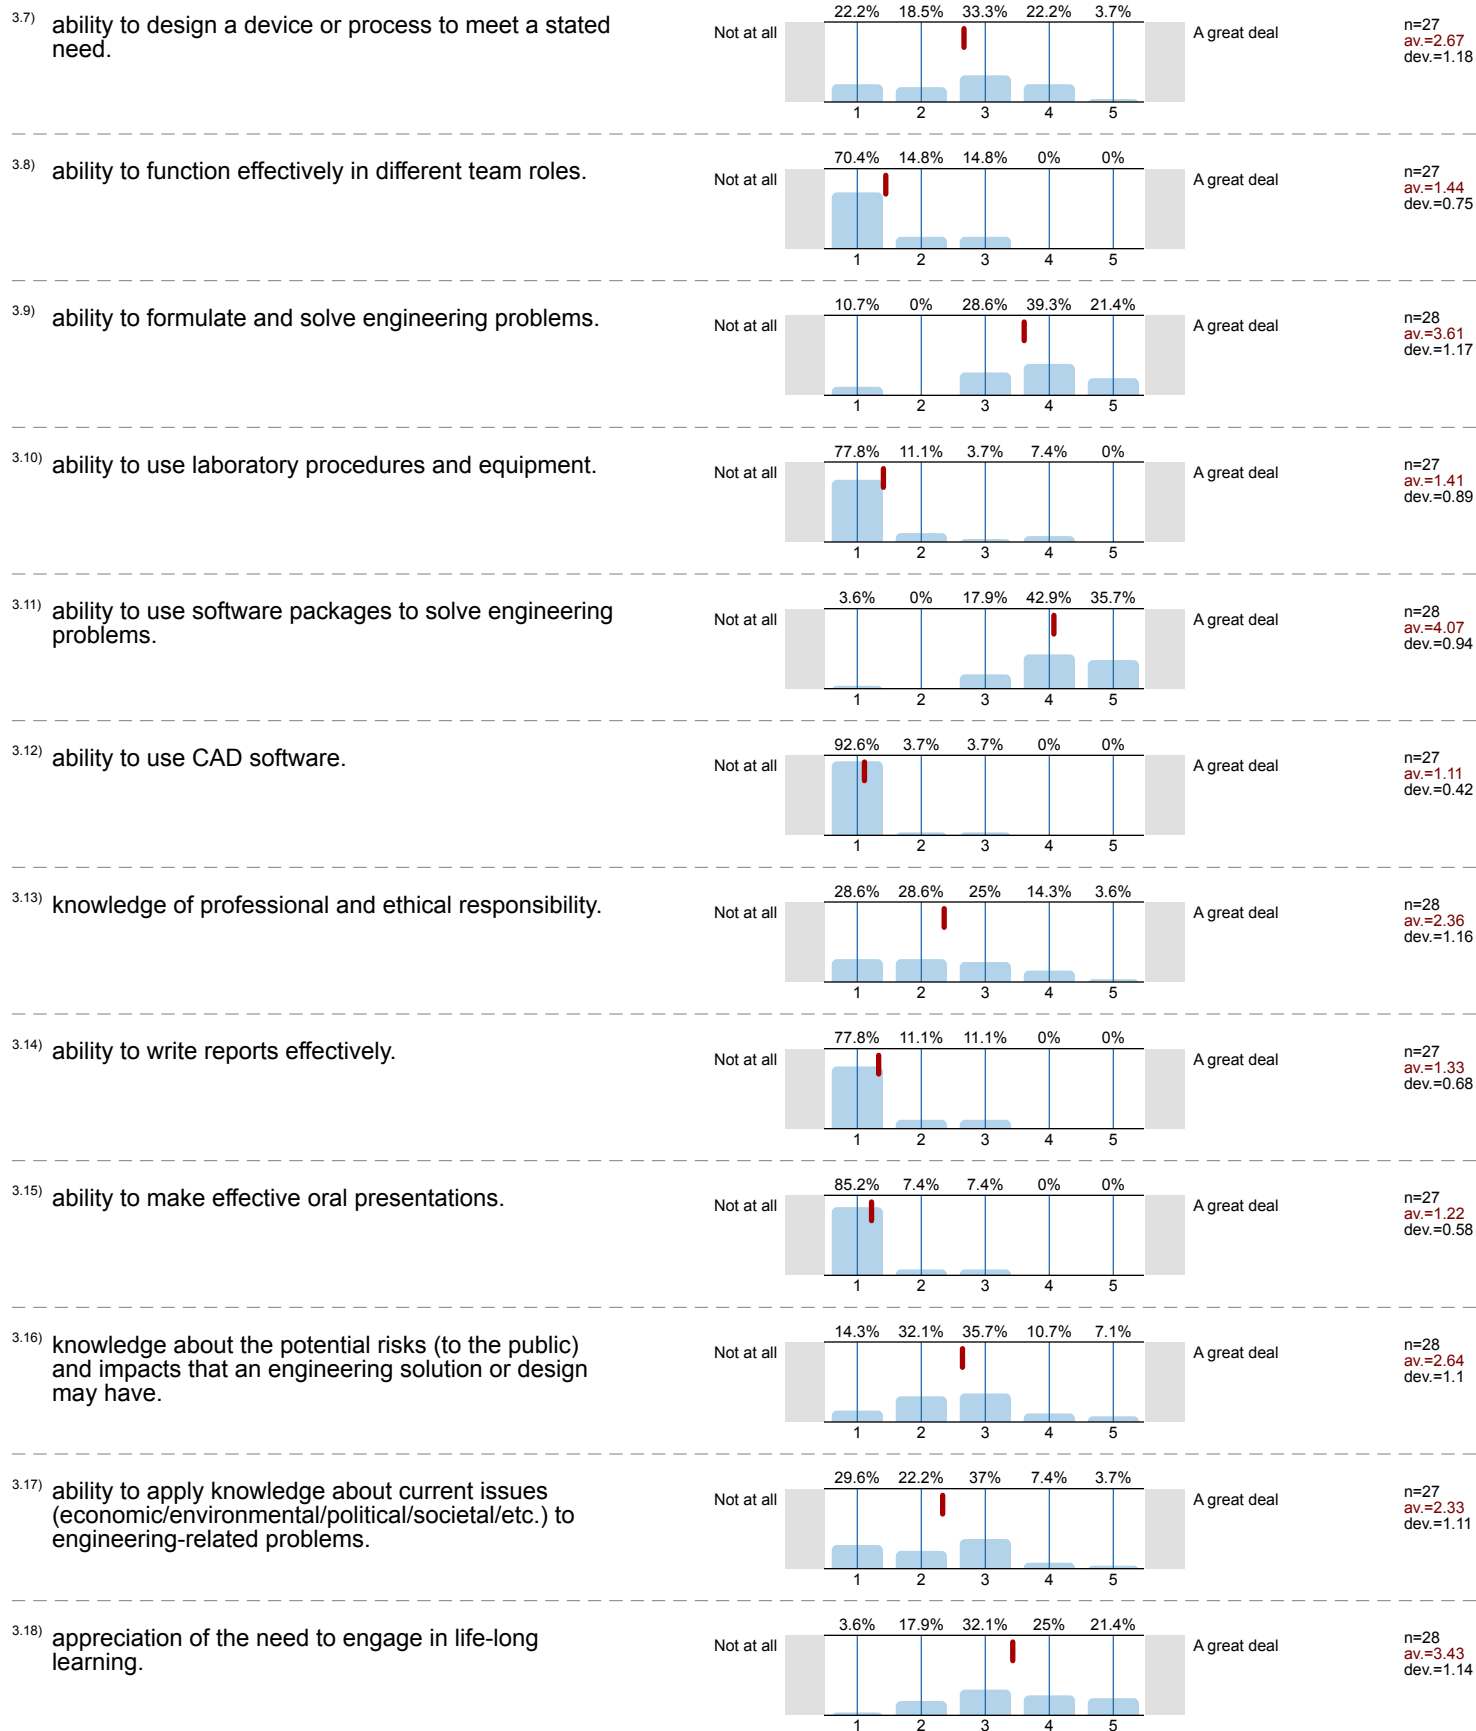 3.7) ability to design a device or process to meet a stated
need.
22.2% 18.5% 33.3% 22.2% 3.7%
Not at all A great deal
n=27
av.=2.67
dev.=1.18
1 2 3 4 5
3.8) ability to function effectively in different team roles.
70.4% 14.8% 14.8% 0% 0%
Not at all A great deal
n=27
av.=1.44
dev.=0.75
1 2 3 4 5
3.9) ability to formulate and solve engineering problems.
10.7% 0% 28.6% 39.3% 21.4%
Not at all A great deal
n=28
av.=3.61
dev.=1.17
1 2 3 4 5
3.10) ability to use laboratory procedures and equipment.
77.8% 11.1% 3.7% 7.4% 0%
Not at all A great deal
n=27
av.=1.41
dev.=0.89
1 2 3 4 5
3.11) ability to use software packages to solve engineering
problems.
3.6% 0% 17.9% 42.9% 35.7%
Not at all A great deal
n=28
av.=4.07
dev.=0.94
1 2 3 4 5
3.12) ability to use CAD software.
92.6% 3.7% 3.7% 0% 0%
Not at all A great deal
n=27
av.=1.11
dev.=0.42
1 2 3 4 5
3.13) knowledge of professional and ethical responsibility.
28.6% 28.6% 25% 14.3% 3.6%
Not at all A great deal
n=28
av.=2.36
dev.=1.16
1 2 3 4 5
3.14) ability to write reports effectively.
77.8% 11.1% 11.1% 0% 0%
Not at all A great deal
n=27
av.=1.33
dev.=0.68
1 2 3 4 5
3.15) ability to make effective oral presentations.
85.2% 7.4% 7.4% 0% 0%
Not at all A great deal
n=27
av.=1.22
dev.=0.58
1 2 3 4 5
3.16) knowledge about the potential risks (to the public)
and impacts that an engineering solution or design
may have.
14.3% 32.1% 35.7% 10.7% 7.1%
Not at all A great deal
n=28
av.=2.64
dev.=1.1
1 2 3 4 5
3.17) ability to apply knowledge about current issues
(economic/environmental/political/societal/etc.) to
engineering-related problems.
29.6% 22.2% 37% 7.4% 3.7%
Not at all A great deal
n=27
av.=2.33
dev.=1.11
1 2 3 4 5
3.18) appreciation of the need to engage in life-long
learning.
3.6% 17.9% 32.1% 25% 21.4%
Not at all A great deal
n=28
av.=3.43
dev.=1.14
1 2 3 4 5